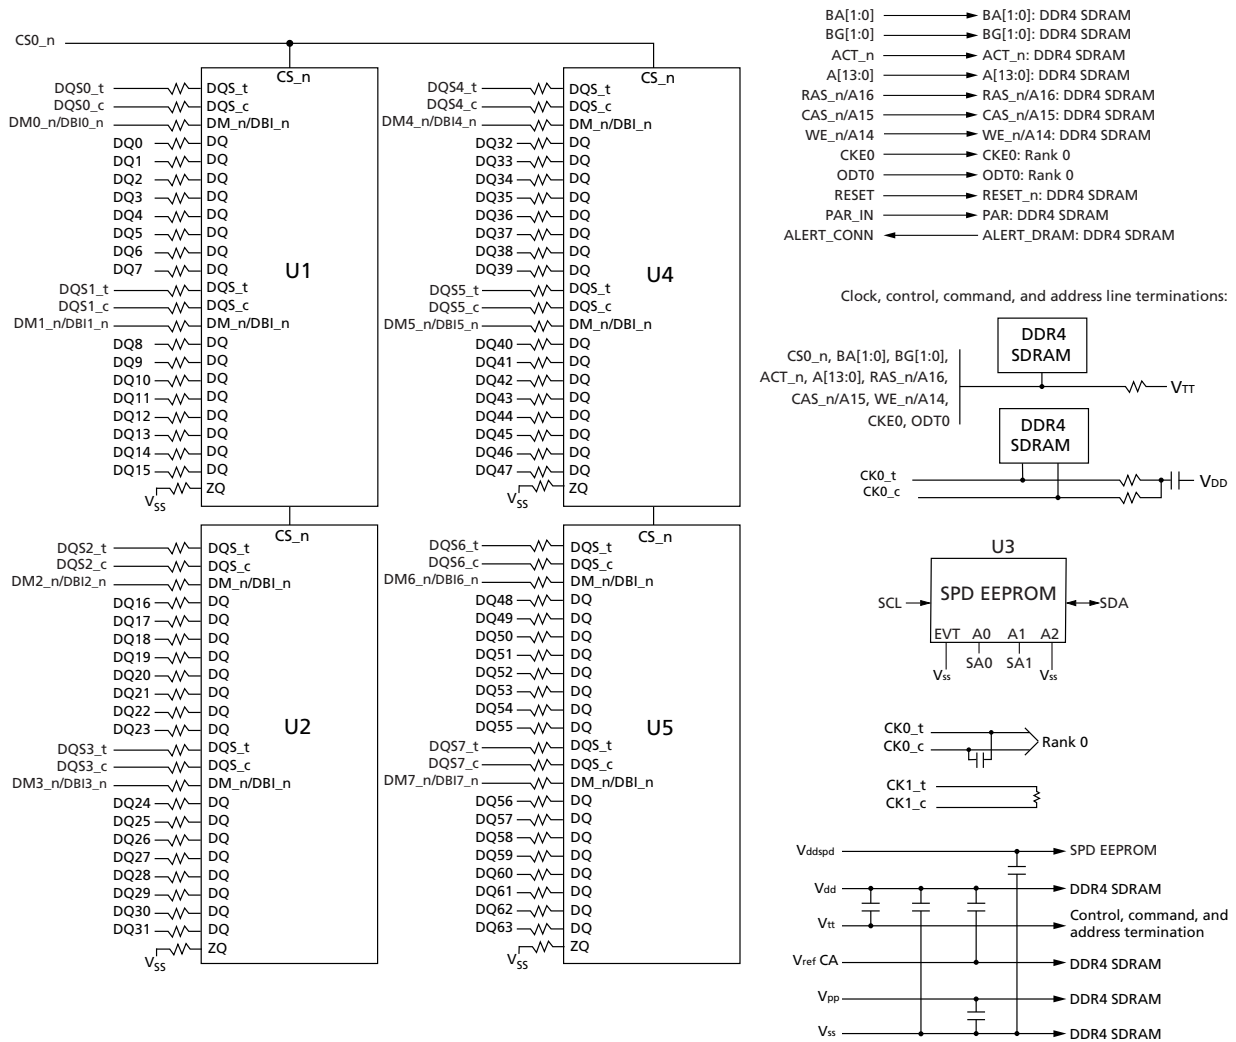 CS0_n
CS_n
DQS0_t DQS_t
DQS0_c DQS_c
DM0_n/DBI0_n DM_n/DBI_n
DQ0 DQ
DQ1 DQ
DQ2 DQ
DQ3 DQ
DQ4 DQ
DQ5 DQ
DQ6 DQ
DQ7 DQ
U1
DQS1_t DQS_t
DQS1_c DQS_c
DM1_n/DBI1_n DM_n/DBI_n
DQ8 DQ
DQ9 DQ
DQ10 DQ
DQ11 DQ
DQ12 DQ
DQ13 DQ
DQ14 DQ
DQ15 DQ
VSS ZQ
CS_n
DQS2_t DQS_t
DQS2_c DQS_c
DM2_n/DBI2_n DM_n/DBI_n
DQ16 DQ
DQ17 DQ
DQ18 DQ
DQ19 DQ
DQ20 DQ
DQ21 DQ
DQ22 DQ
DQ23 DQ
U2
DQS3_t DQS_t
DQS3_c DQS_c
DM3_n/DBI3_n DM_n/DBI_n
DQ24 DQ
DQ25 DQ
DQ26 DQ
DQ27 DQ
DQ28 DQ
DQ29 DQ
DQ30 DQ
DQ31 DQ
VSS ZQ
CS_n
DQS4_t DQS_t
DQS4_c DQS_c
DM4_n/DBI4_n DM_n/DBI_n
DQ32 DQ
DQ33 DQ
DQ34 DQ
DQ35 DQ
DQ36 DQ
DQ37 DQ
DQ38 DQ
DQ39 DQ
U4
DQS5_t DQS_t
DQS5_c DQS_c
DM5_n/DBI5_n DM_n/DBI_n
DQ40 DQ
DQ41 DQ
DQ42 DQ
DQ43 DQ
DQ44 DQ
DQ45 DQ
DQ46 DQ
DQ47 DQ
VSS ZQ
CS_n
DQS6_t DQS_t
DQS6_c DQS_c
DM6_n/DBI6_n DM_n/DBI_n
DQ48 DQ
DQ49 DQ
DQ50 DQ
DQ51 DQ
DQ52 DQ
DQ53 DQ
DQ54 DQ
DQ55 DQ
U5
DQS7_t DQS_t
DQS7_c DQS_c
DM7_n/DBI7_n DM_n/DBI_n
DQ56 DQ
DQ57 DQ
DQ58 DQ
DQ59 DQ
DQ60 DQ
DQ61 DQ
DQ62 DQ
DQ63 DQ
VSS ZQ
BA[1:0] BA[1:0]: DDR4 SDRAM
BG[1:0] BG[1:0]: DDR4 SDRAM
ACT_n ACT_n: DDR4 SDRAM
A[13:0] A[13:0]: DDR4 SDRAM
RAS_n/A16 RAS_n/A16: DDR4 SDRAM
CAS_n/A15 CAS_n/A15: DDR4 SDRAM
WE_n/A14 WE_n/A14: DDR4 SDRAM
CKE0 CKE0: Rank 0
ODT0 ODT0: Rank 0
RESET RESET_n: DDR4 SDRAM
PAR_IN PAR: DDR4 SDRAM
ALERT_CONN ALERT_DRAM: DDR4 SDRAM
Clock, control, command, and address line terminations:
DDR4
SDRAM
CS0_n, BA[1:0], BG[1:0],
ACT_n, A[13:0], RAS_n/A16,
CAS_n/A15, WE_n/A14,
CKE0, ODT0
VTT
DDR4
SDRAM
CK0_t
CK0_c
VDD
U3
SPD EEPROM
SCL SDA
EVT A0 A1 A2
Vss SA0 SA1 Vss
CK0_t
CK0_c
Rank 0
CK1_t
CK1_c
Vddspd SPD EEPROM
Vdd DDR4 SDRAM
Vtt Control, command, and
address termination
Vref CA DDR4 SDRAM
Vpp DDR4 SDRAM
Vss DDR4 SDRAM